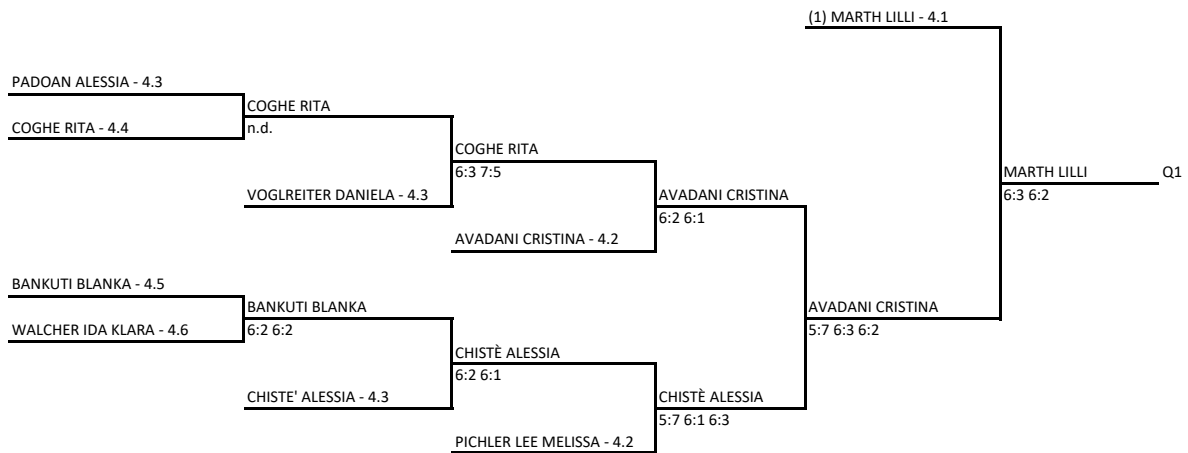 (1) MARTH LILLI - 4.1
PADOAN ALESSIA - 4.3
COGHE RITA
COGHE RITA - 4.4
n.d.
COGHE RITA
6:3 7:5
MARTH LILLI
Q1
6:3 6:2
VOGLREITER DANIELA - 4.3
AVADANI CRISTINA
6:2 6:1
AVADANI CRISTINA - 4.2
BANKUTI BLANKA - 4.5
BANKUTI BLANKA
AVADANI CRISTINA
WALCHER IDA KLARA - 4.6
6:2 6:2
5:7 6:3 6:2
CHISTÈ ALESSIA
6:2 6:1
CHISTE' ALESSIA - 4.3
CHISTÈ ALESSIA
5:7 6:1 6:3
PICHLER LEE MELISSA - 4.2